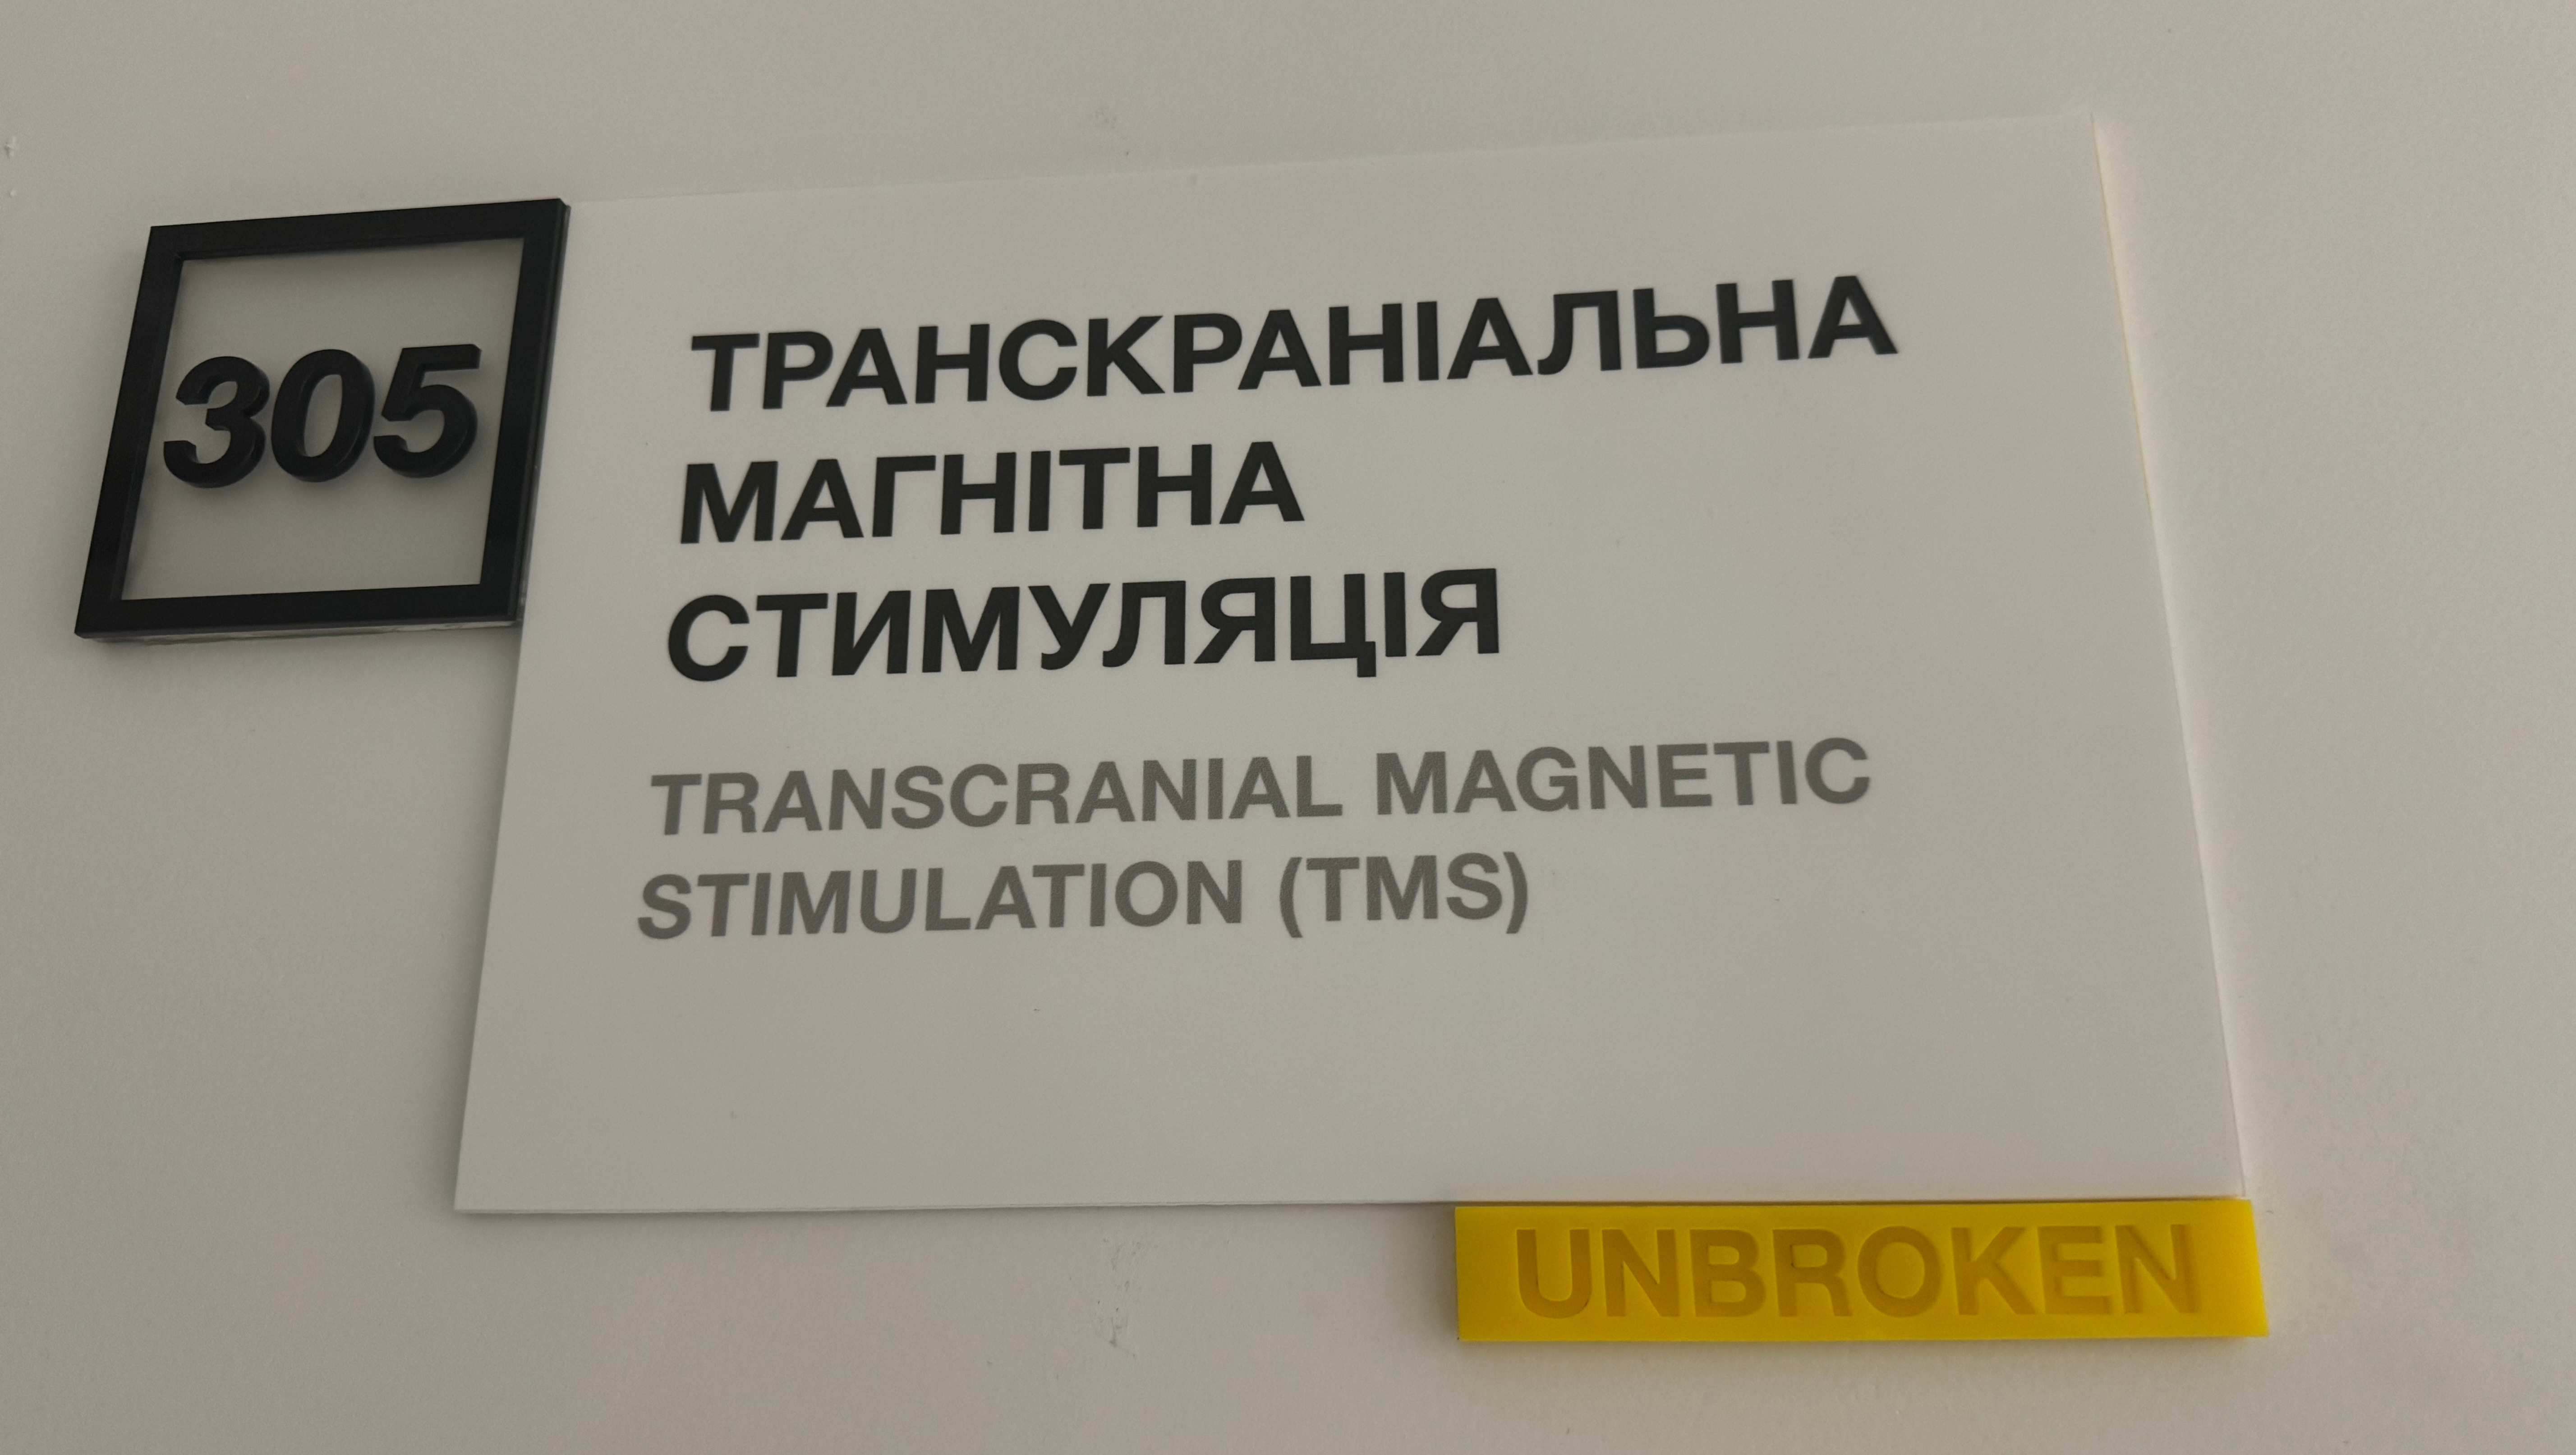 305
ТРАНСКРАНІАЛЬНА
МАГНІТНА
СТИМУЛЯЦІЯ
TRANSCRANIAL MAGNETIC
STIMULATION (TMS)
UNBROKEN